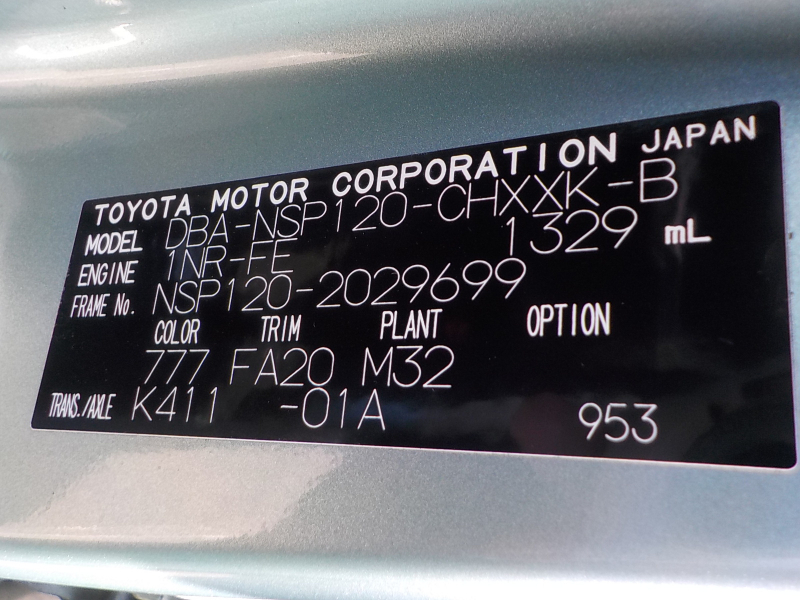 TOYOTA MOTOR CORPORATION JAPAN
MODEL DBA-NSP120-CHXXK-B
ENGINE 1NR-FE 1329 mL
FRAME No. NSP120-2029699
COLOR TRIM PLANT OPTION
777 FA20 M32
TRANS./AXLE K411 -01A 953